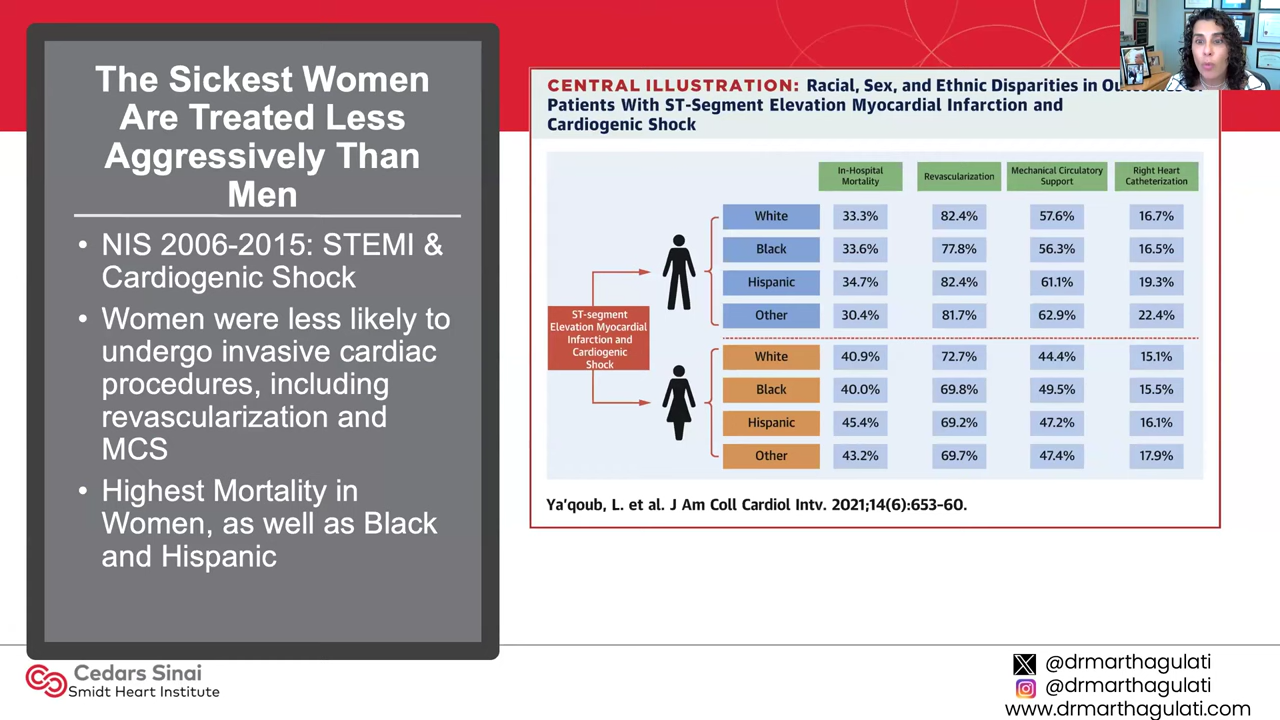 The Sickest Women
Are Treated Less
Aggressively Than
Men
• NIS 2006-2015: STEMI &
Cardiogenic Shock
• Women were less likely to
undergo invasive cardiac
procedures, including
revascularization and
MCS
• Highest Mortality in
Women, as well as Black
and Hispanic
CENTRAL ILLUSTRATION: Racial, Sex, and Ethnic Disparities in
Patients With ST-Segment Elevation Myocardial Infarction and
Cardiogenic Shock
In-Hospital
Mortality
Revascularization
Mechanical Circulatory
Support
Right Heart
Catheterization
White 33.3% 82.4% 57.6% 16.7%
Black 33.6% 77.8% 56.3% 16.5%
Hispanic 34.7% 82.4% 61.1% 19.3%
Other 30.4% 81.7% 62.9% 22.4%
ST-segment
Elevation Myocardial
Infarction and
Cardiogenic
Shock
White 40.9% 72.7% 44.4% 15.1%
Black 40.0% 69.8% 49.5% 15.5%
Hispanic 45.4% 69.2% 47.2% 16.1%
Other 43.2% 69.7% 47.4% 17.9%
Ya'qoub, L. et al. J Am Coll Cardiol Intv. 2021;14(6):653-60.
Cedars Sinai
Smidt Heart Institute
@drmarthagulati
@drmarthagulati
www.drmarthagulati.com